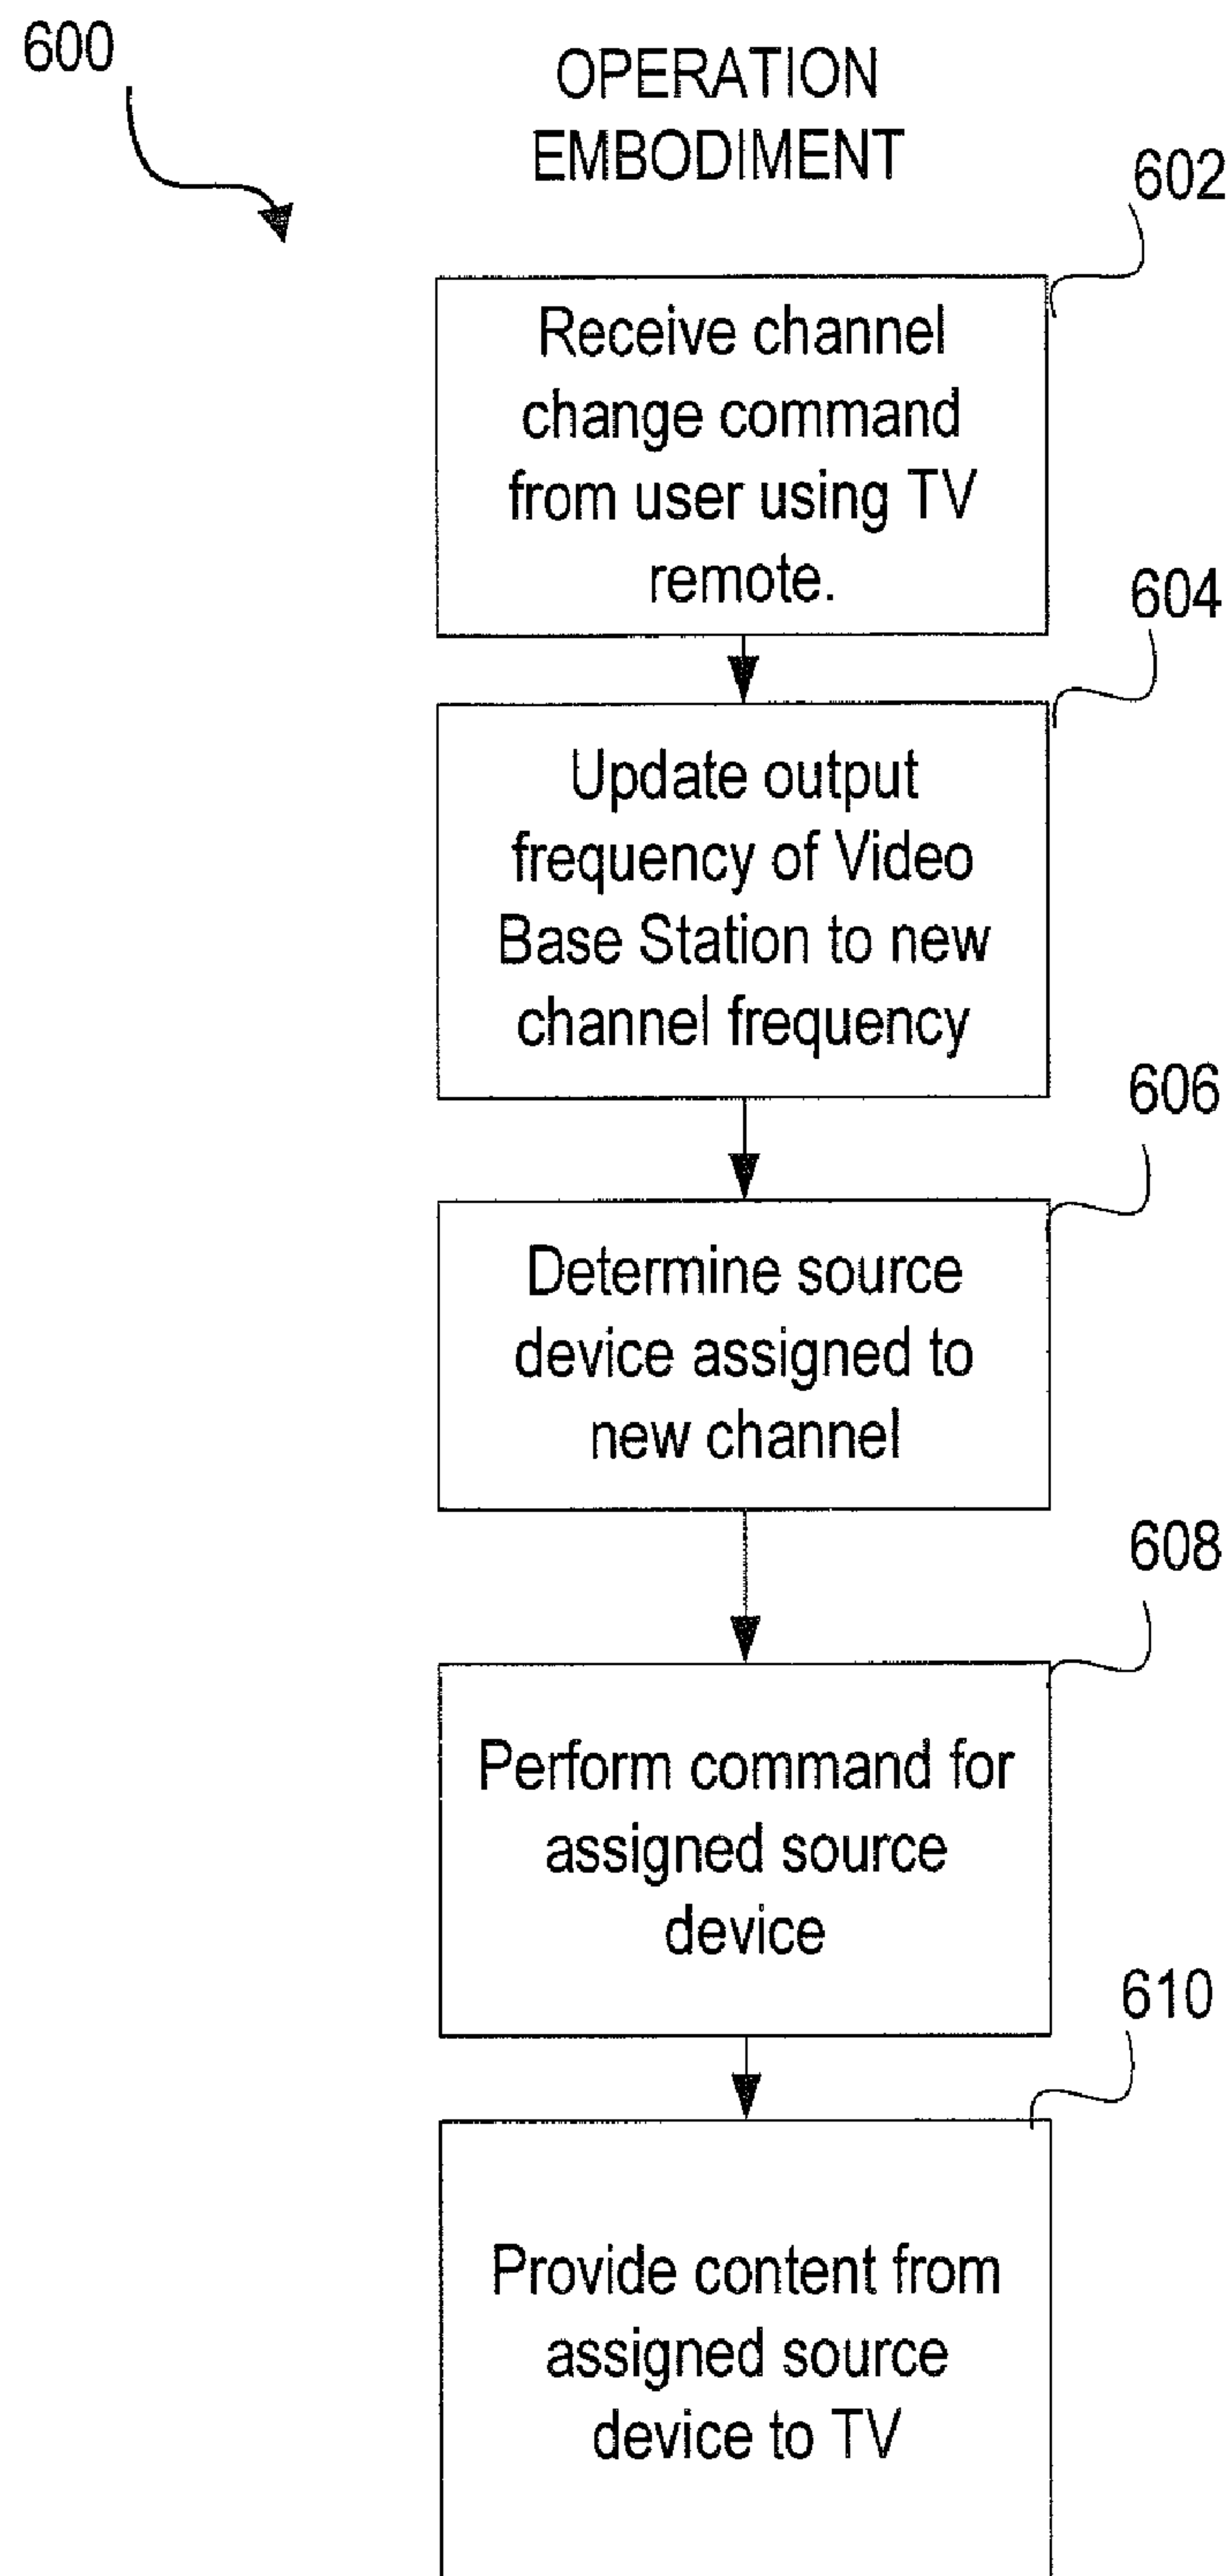 600
OPERATION
EMBODIMENT
602
Receive channel
change command
from user using TV
remote.
604
Update output
frequency of Video
Base Station to new
channel frequency
606
Determine source
device assigned to
new channel
608
Perform command for
assigned source
device
610
Provide content from
assigned source
device to TV